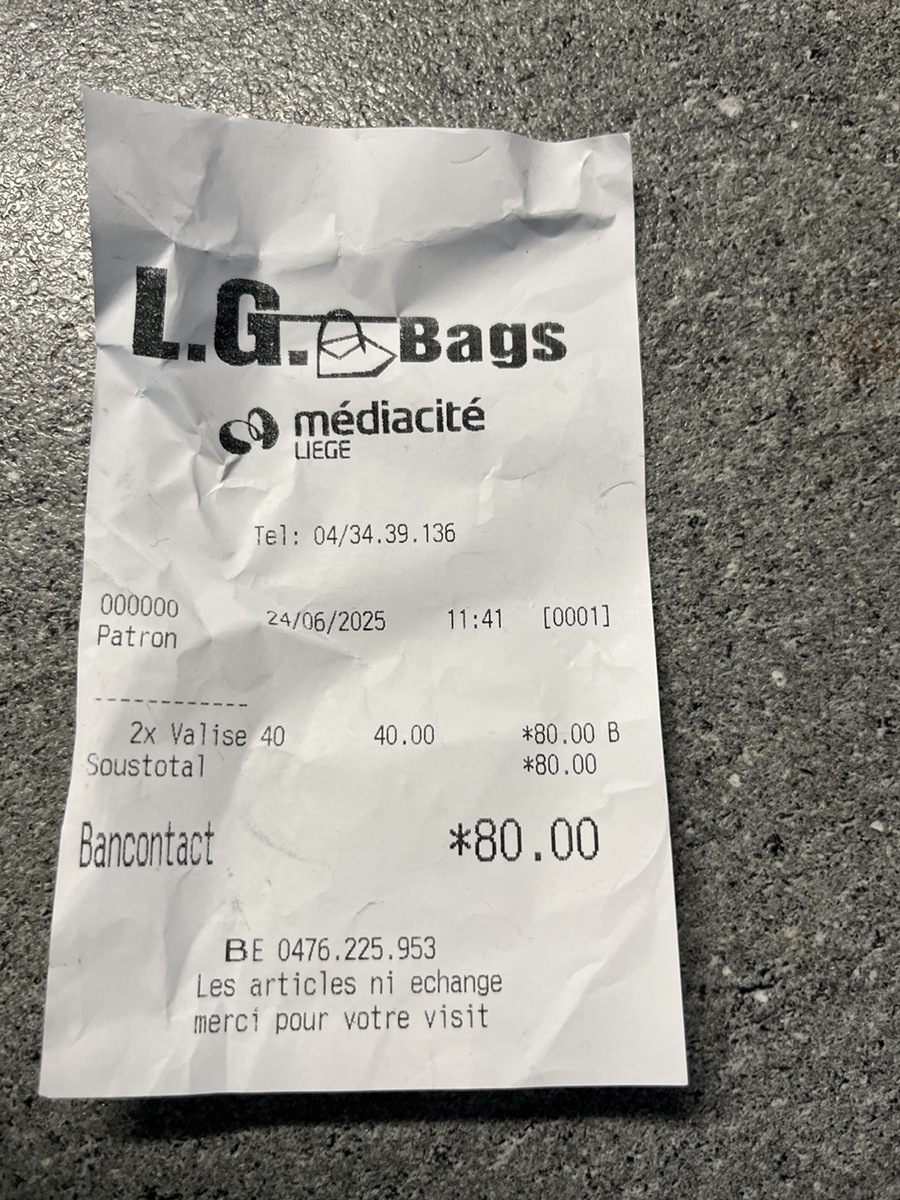 L.G. Bags
médiacité
LIEGE
Tel: 04/34.39.136
000000 24/06/2025 11:41 [0001]
Patron
------------
2x Valise 40 40.00 *80.00 B
Soustotal *80.00
Bancontact *80.00
BE 0476.225.953
Les articles ni echange
merci pour votre visit